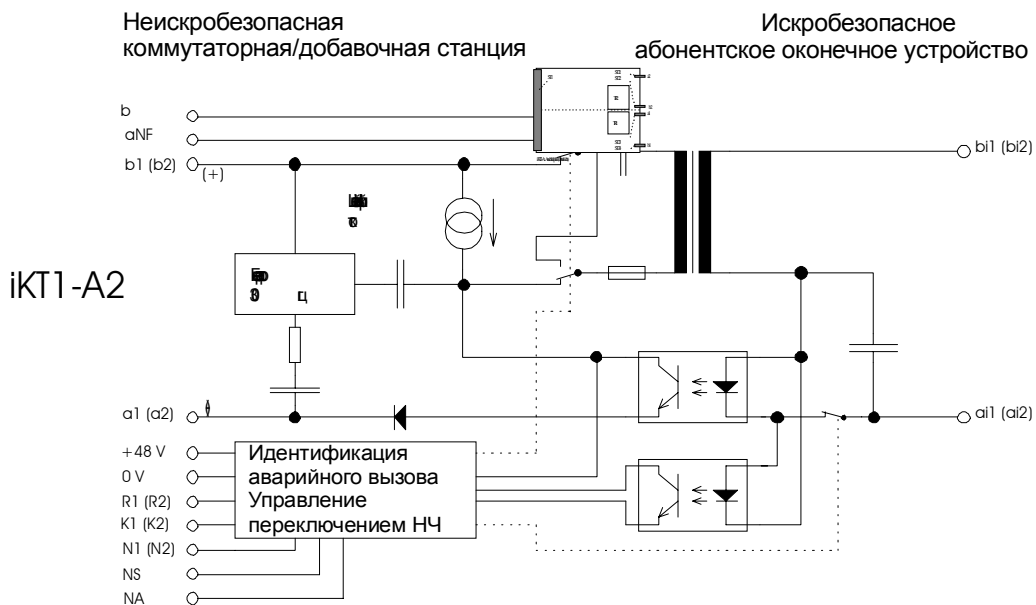 Неискробезопасная
коммутаторная/добавочная станция
Искробезопасное
абонентское оконечное устройство
b
aNF
b1 (b2)
(+)
bi1 (bi2)
iKT1-A2
a1 (a2)
ai1 (ai2)
+48 V
0 V
R1 (R2)
K1 (K2)
N1 (N2)
NS
NA
Идентификация
аварийного вызова
Управление
переключением НЧ